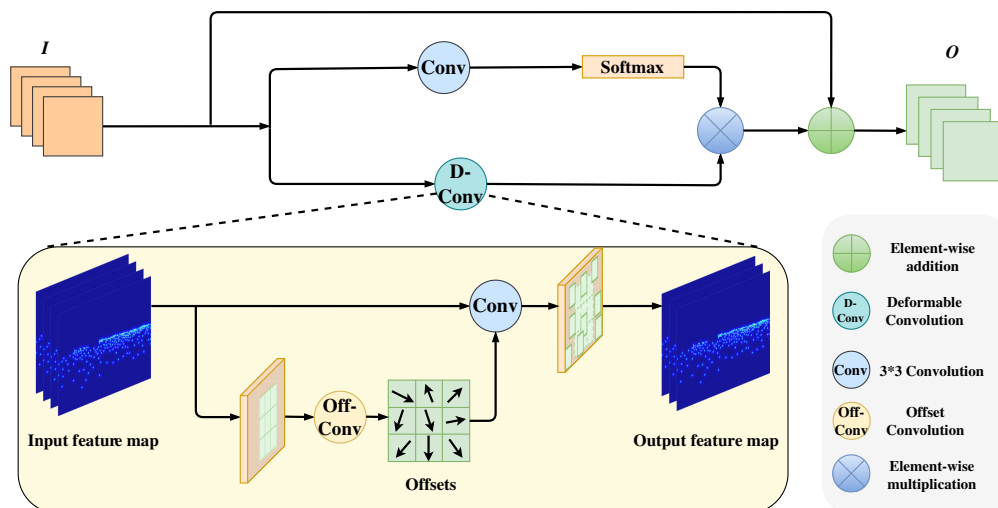 I
O
Conv
Softmax
D-
Conv
Element-wise
addition
D-
Conv
Deformable
Convolution
Conv
3*3 Convolution
Off-
Conv
Offset
Convolution
Element-wise
multiplication
Conv
Off-
Conv
Input feature map
Offsets
Output feature map